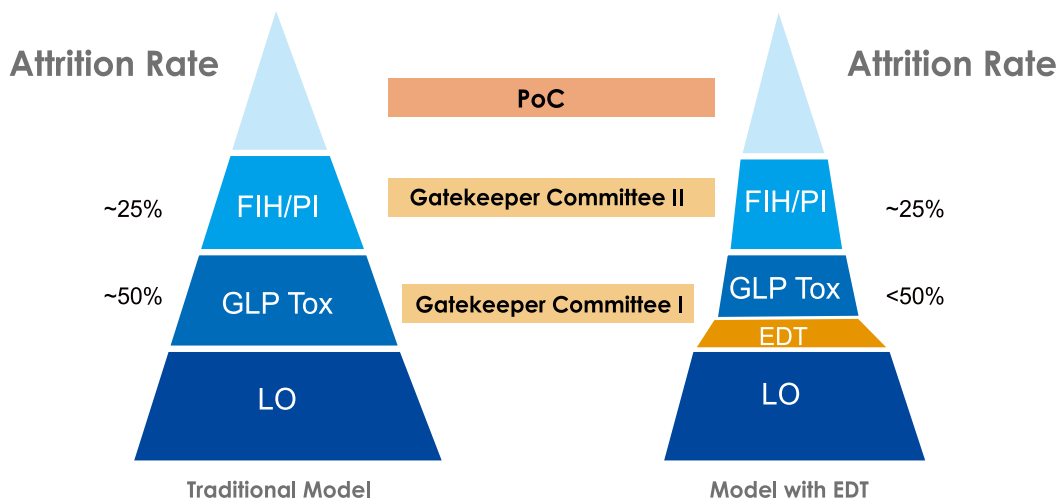 Attrition Rate
Attrition Rate
PoC
FIH/PI
Gatekeeper Committee II
FIH/PI
~25%
~25%
GLP Tox
Gatekeeper Committee I
GLP Tox
~50%
<50%
EDT
LO
LO
Traditional Model
Model with EDT